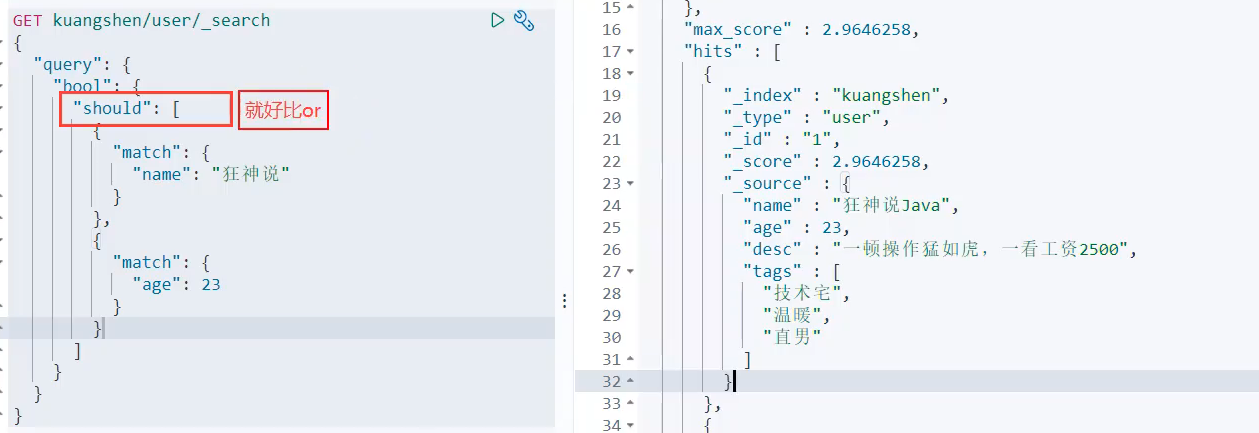 GET kuangshen/user/_search
{
"query": {
"bool": {
"should": [
就好比or
{
"match": {
"name": "狂神说"
}
},
{
"match": {
"age": 23
}
}
]
}
}
}
15 },
16 "max_score" : 2.9646258,
17 "hits" : [
18 {
19 "_index" : "kuangshen",
20 "_type" : "user",
21 "_id" : "1",
22 "_score" : 2.9646258,
23 "_source" : {
24 "name" : "狂神说Java",
25 "age" : 23,
26 "desc" : "一顿操作猛如虎，一看工资2500",
27 "tags" : [
28 "技术宅",
29 "温暖",
30 "直男"
31 ]
32 }
33 },
34 {